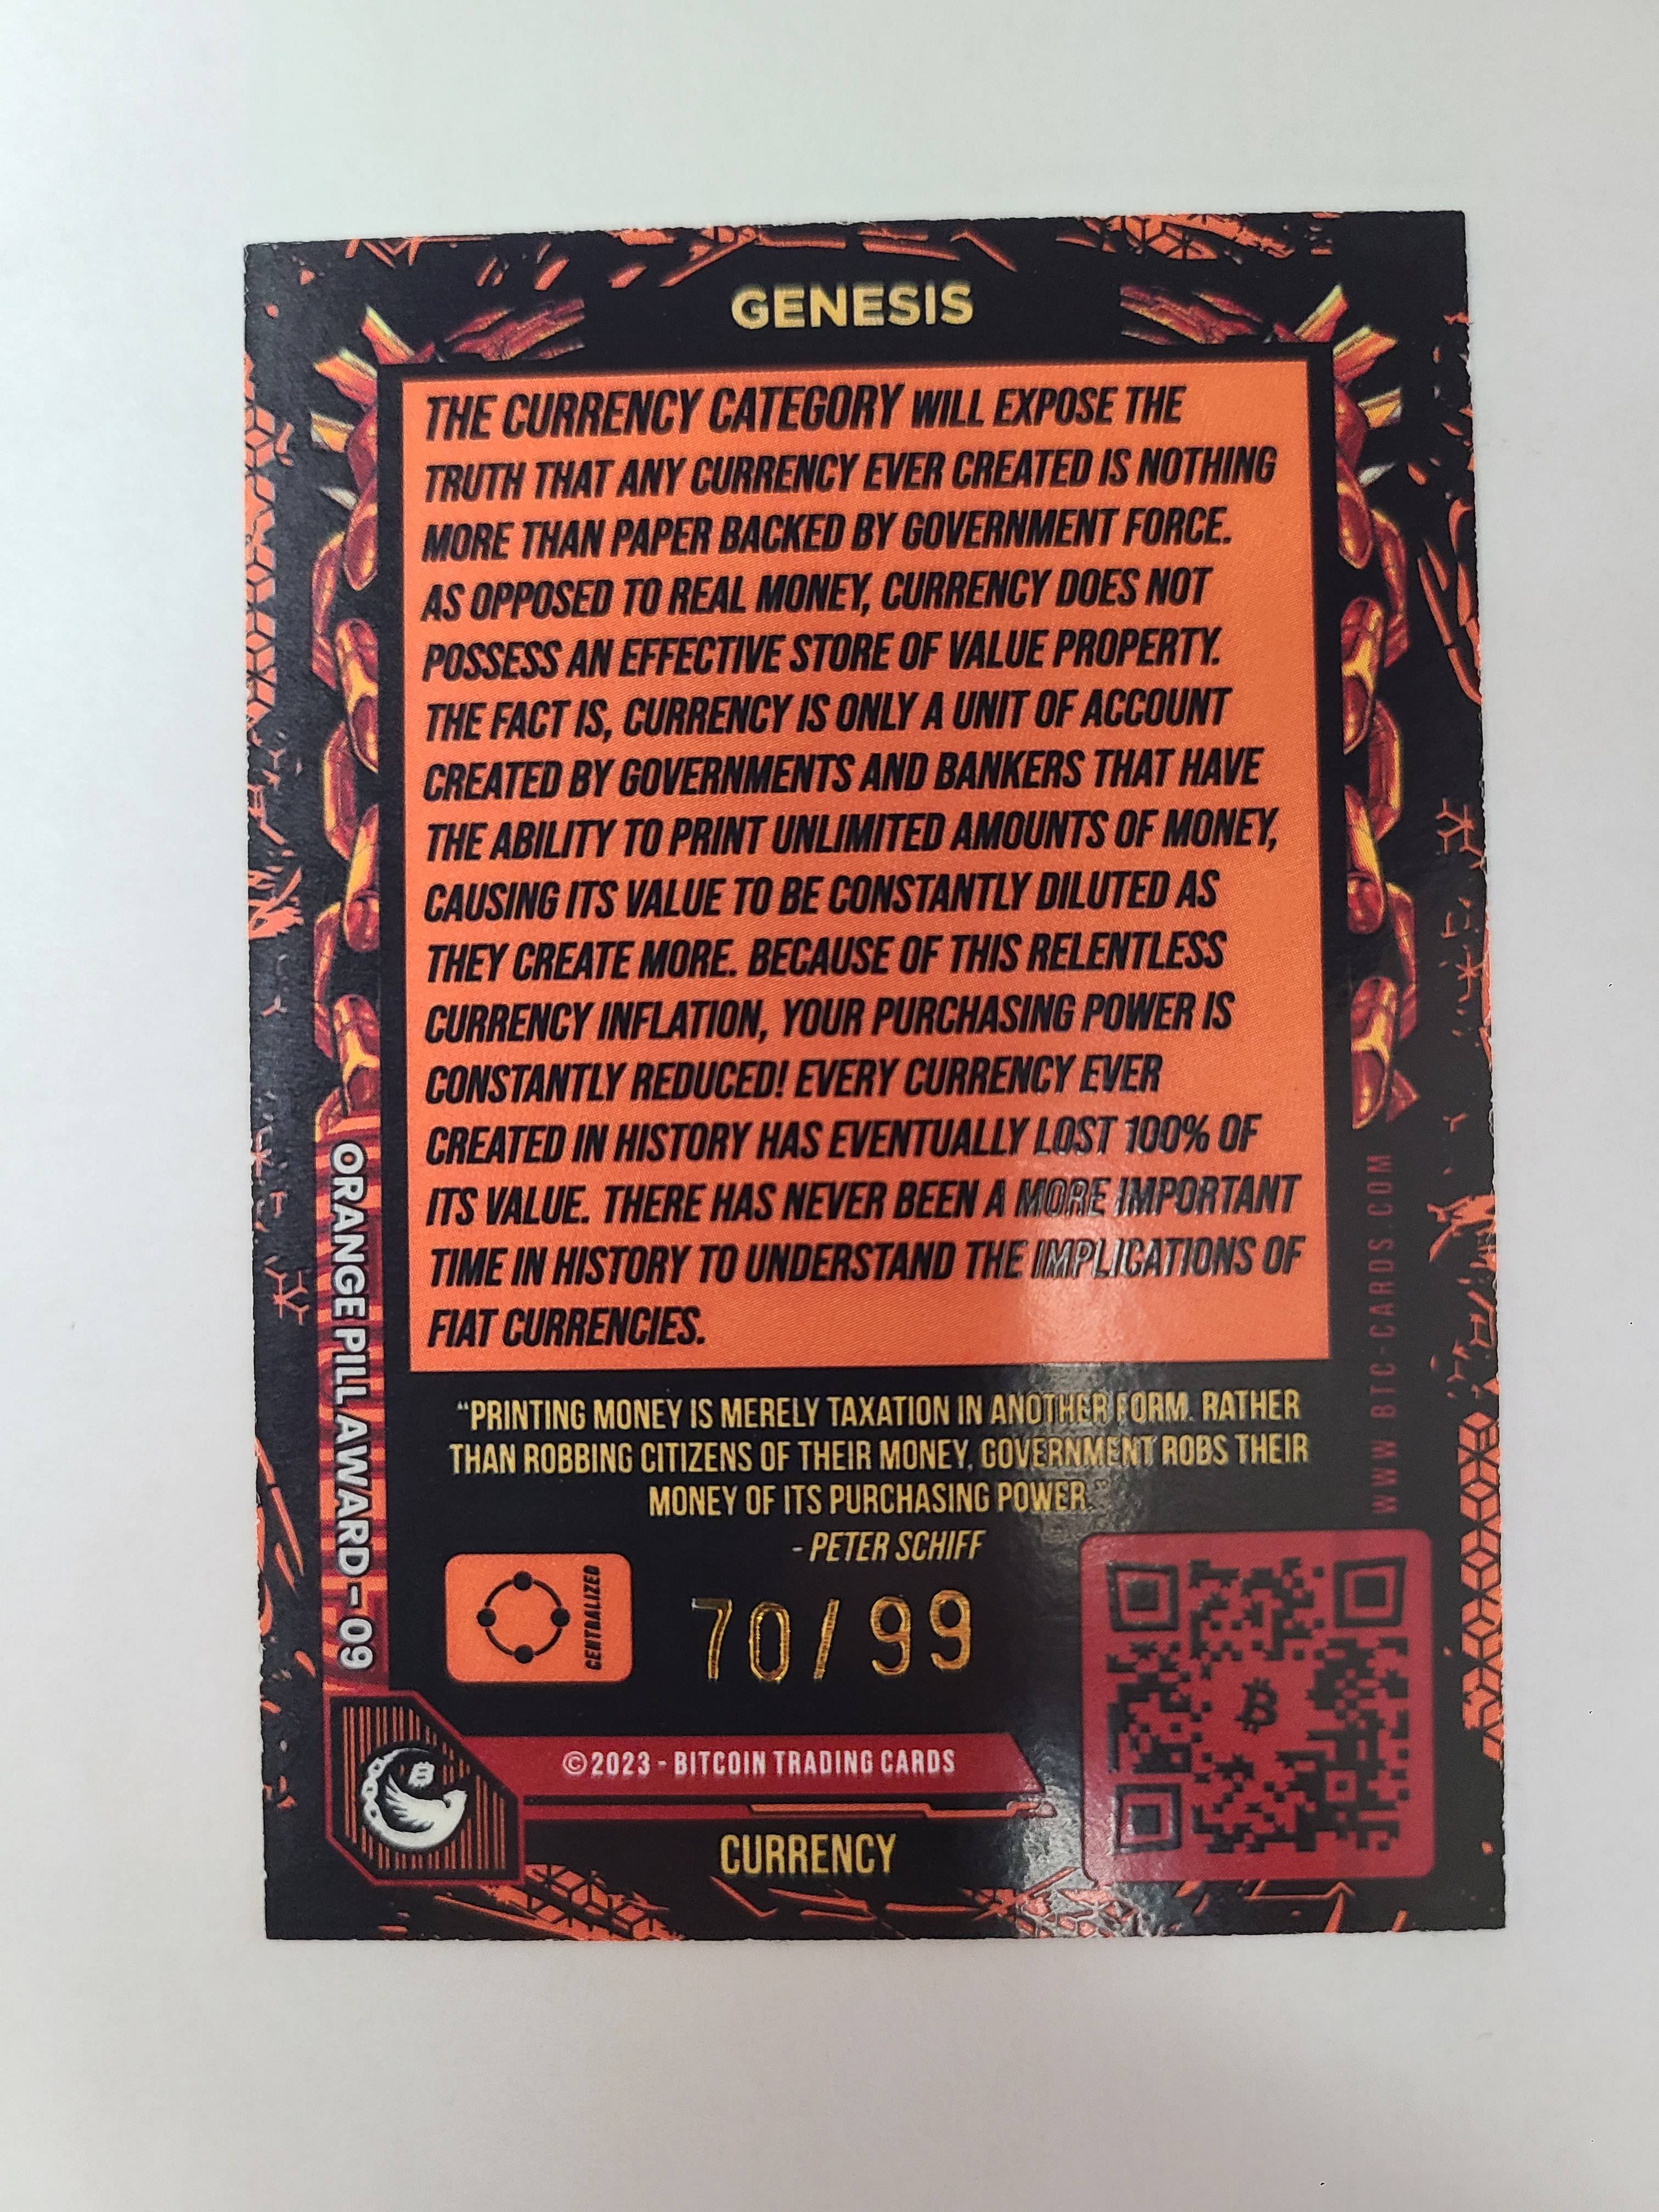 GENESIS
THE CURRENCY CATEGORY WILL EXPOSE THE
TRUTH THAT ANY CURRENCY EVER CREATED IS NOTHING
MORE THAN PAPER BACKED BY GOVERNMENT FORCE.
AS OPPOSED TO REAL MONEY, CURRENCY DOES NOT
POSSESS AN EFFECTIVE STORE OF VALUE PROPERTY.
THE FACT IS, CURRENCY IS ONLY A UNIT OF ACCOUNT
CREATED BY GOVERNMENTS AND BANKERS THAT HAVE
THE ABILITY TO PRINT UNLIMITED AMOUNTS OF MONEY,
CAUSING ITS VALUE TO BE CONSTANTLY DILUTED AS
THEY CREATE MORE. BECAUSE OF THIS RELENTLESS
CURRENCY INFLATION, YOUR PURCHASING POWER IS
CONSTANTLY REDUCED! EVERY CURRENCY EVER
CREATED IN HISTORY HAS EVENTUALLY LOST 100% OF
ITS VALUE. THERE HAS NEVER BEEN A MORE IMPORTANT
TIME IN HISTORY TO UNDERSTAND THE IMPLICATIONS OF
FIAT CURRENCIES.
"PRINTING MONEY IS MERELY TAXATION IN ANOTHER FORM. RATHER
THAN ROBBING CITIZENS OF THEIR MONEY, GOVERNMENT ROBS THEIR
MONEY OF ITS PURCHASING POWER."
- PETER SCHIFF
ORANGE PILL AWARD - 09
WWW.BTC-CARDS.COM
CENTRALIZED
70/99
©2023 - BITCOIN TRADING CARDS
CURRENCY